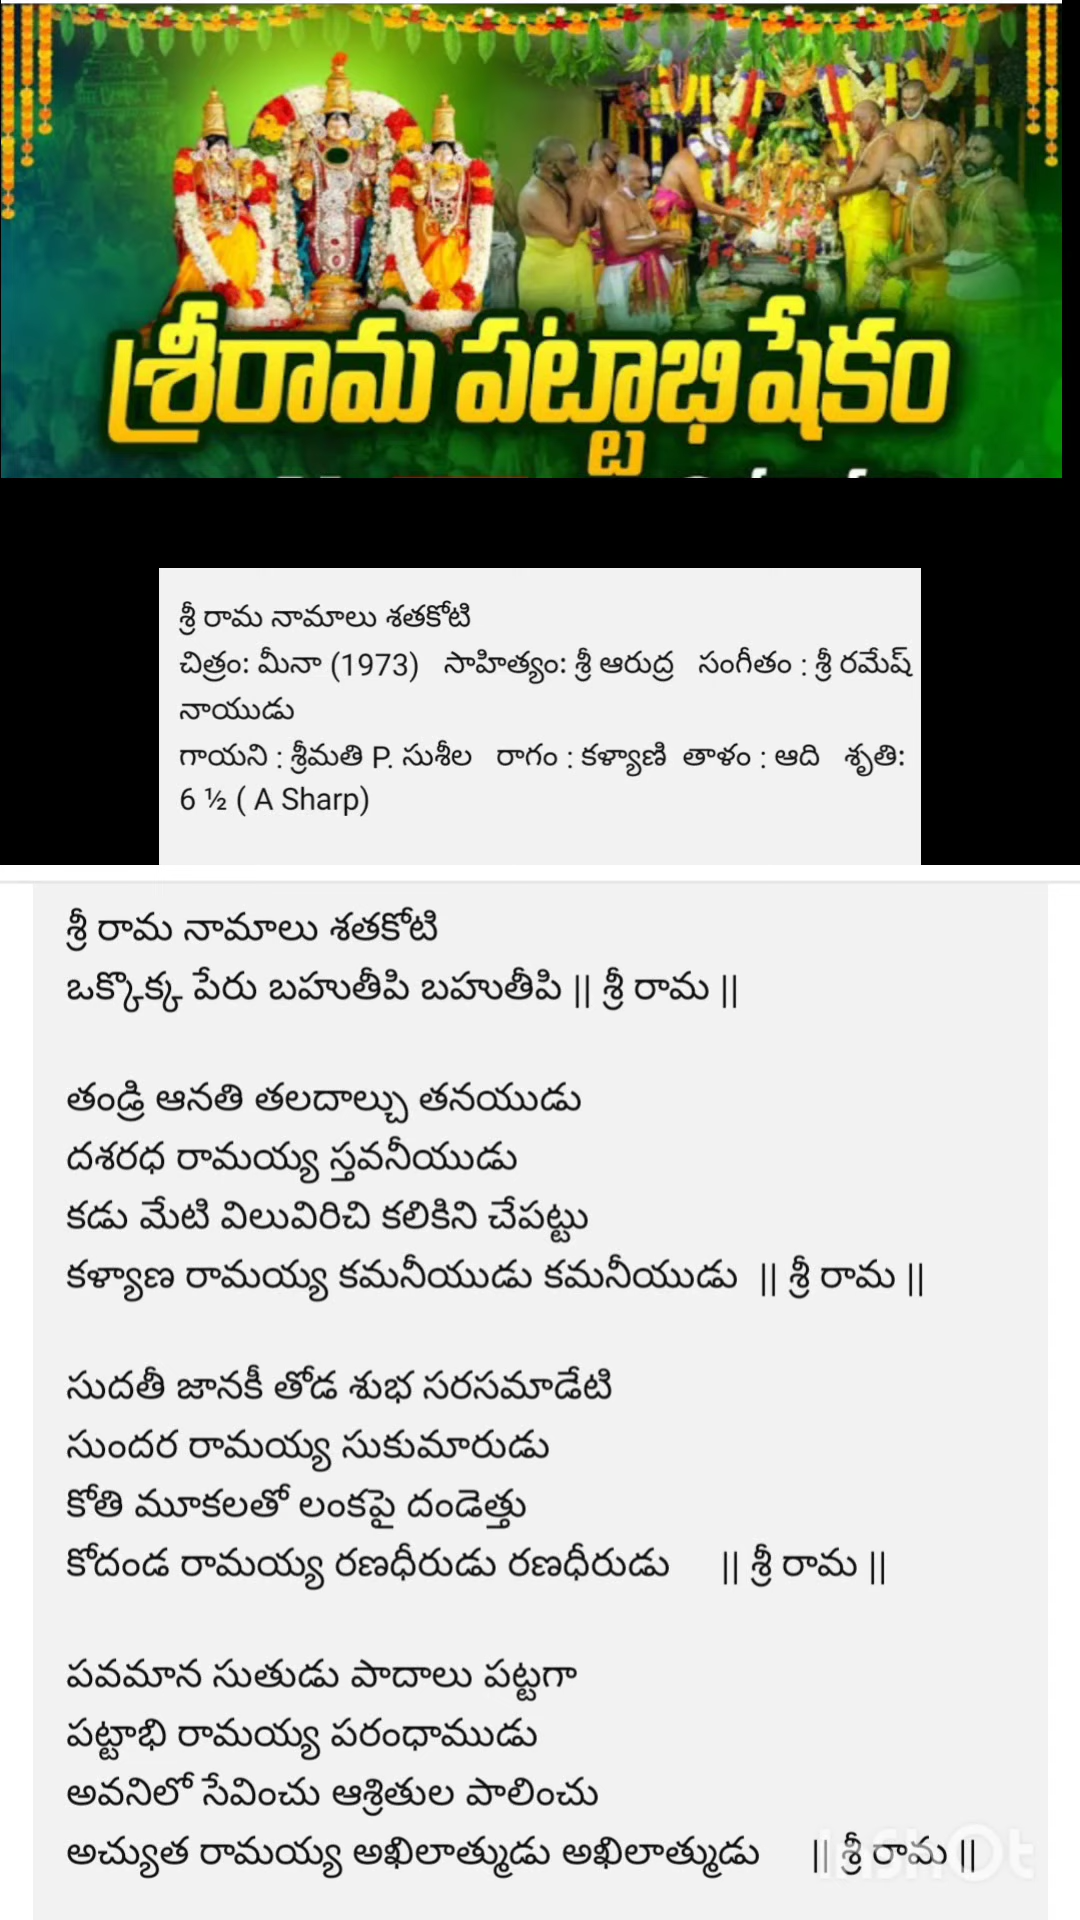 శ్రీరామ పట్టాభిషేకం
శ్రీ రామ నామాలు శతకోటి
చిత్రం: మీనా (1973) సాహిత్యం: శ్రీ ఆరుద్ర సంగీతం : శ్రీ రమేష్
నాయుడు
గాయని : శ్రీమతి P. సుశీల రాగం : కళ్యాణి తాళం : ఆది శృతి:
6 ½ ( A Sharp)
శ్రీ రామ నామాలు శతకోటి
ఒక్కొక్క పేరు బహుతీపి బహుతీపి || శ్రీ రామ ||
తండ్రి ఆనతి తలదాల్చు తనయుడు
దశరధ రామయ్య స్తవనీయుడు
కడు మేటి విలువిరిచి కలికిని చేపట్టు
కళ్యాణ రామయ్య కమనీయుడు కమనీయుడు || శ్రీ రామ ||
సుదతీ జానకీ తోడ శుభ సరసమాడేటి
సుందర రామయ్య సుకుమారుడు
కోతి మూకలతో లంకపై దండెత్తు
కోదండ రామయ్య రణధీరుడు రణధీరుడు || శ్రీ రామ ||
పవమాన సుతుడు పాదాలు పట్టగా
పట్టాభి రామయ్య పరంధాముడు
అవనిలో సేవించు ఆశ్రితుల పాలించు
అచ్యుత రామయ్య అఖిలాత్ముడు అఖిలాత్ముడు || శ్రీ రామ ||
InShOt